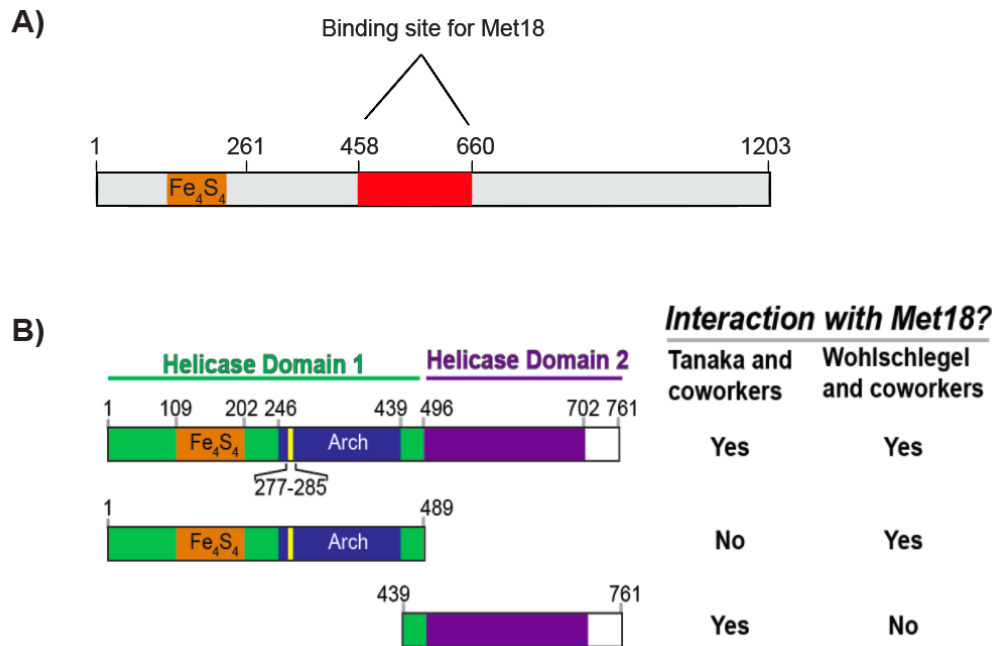 A)
Binding site for Met18
1 261 458 660 1203
Fe₄S₄
B)
Interaction with Met18?
Helicase Domain 1 Helicase Domain 2 Tanaka and coworkers Wohlschlegel and coworkers
1 109 202 246 439 496 702 761
Fe₄S₄ Arch Yes Yes
277-285
1 489
Fe₄S₄ Arch No Yes
439 761
Yes No